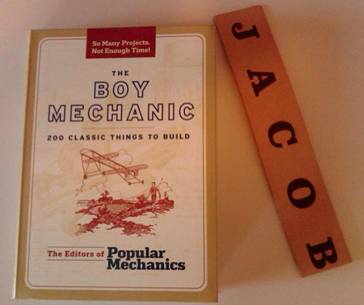 So Many Projects.
Not Enough Time!
THE
BOY
MECHANIC
200 CLASSIC THINGS TO BUILD
The Editors of Popular
Mechanics
JACOB